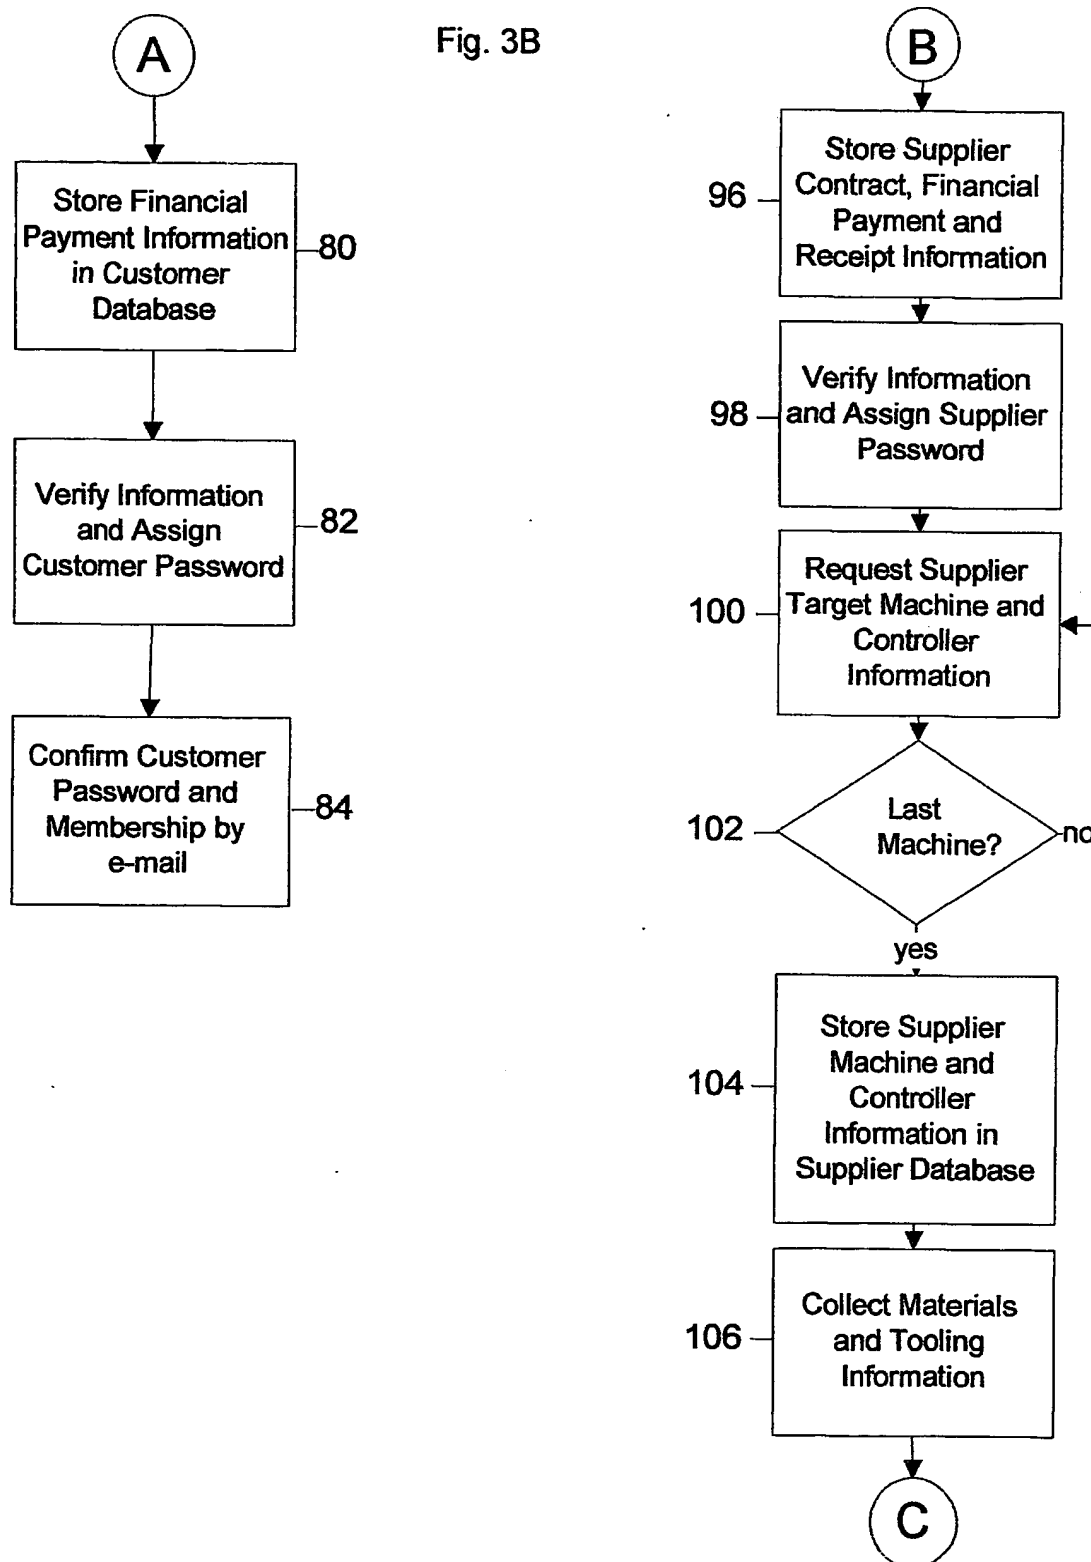 Fig. 3B
A
Store Financial
Payment Information
in Customer
Database
80
Verify Information
and Assign
Customer Password
82
Confirm Customer
Password and
Membership by
e-mail
84
B
96
Store Supplier
Contract, Financial
Payment and
Receipt Information
98
Verify Information
and Assign Supplier
Password
100
Request Supplier
Target Machine and
Controller
Information
102
Last
Machine?
no
yes
104
Store Supplier
Machine and
Controller
Information in
Supplier Database
106
Collect Materials
and Tooling
Information
C